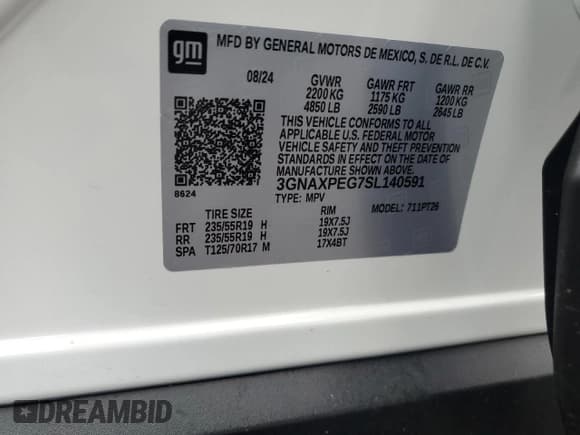 gm
MFD BY GENERAL MOTORS DE MEXICO, S. DE R.L. DE C.V.
08/24 GVWR GAWR FRT GAWR RR
2200 KG 1175 KG 1200 KG
4850 LB 2590 LB 2645 LB
THIS VEHICLE CONFORMS TO ALL
APPLICABLE U.S. FEDERAL MOTOR
VEHICLE SAFETY AND THEFT PREVENTION
STANDARDS IN EFFECT ON THE DATE OF
MANUFACTURE SHOWN ABOVE.
3GNAXPEG7SL140591
8624
TYPE: MPV MODEL: 711PT26
TIRE SIZE RIM
FRT 235/55R19 H 19X7.5J
RR 235/55R19 H 19X7.5J
SPA T125/70R17 M 17X4BT
DREAMBID